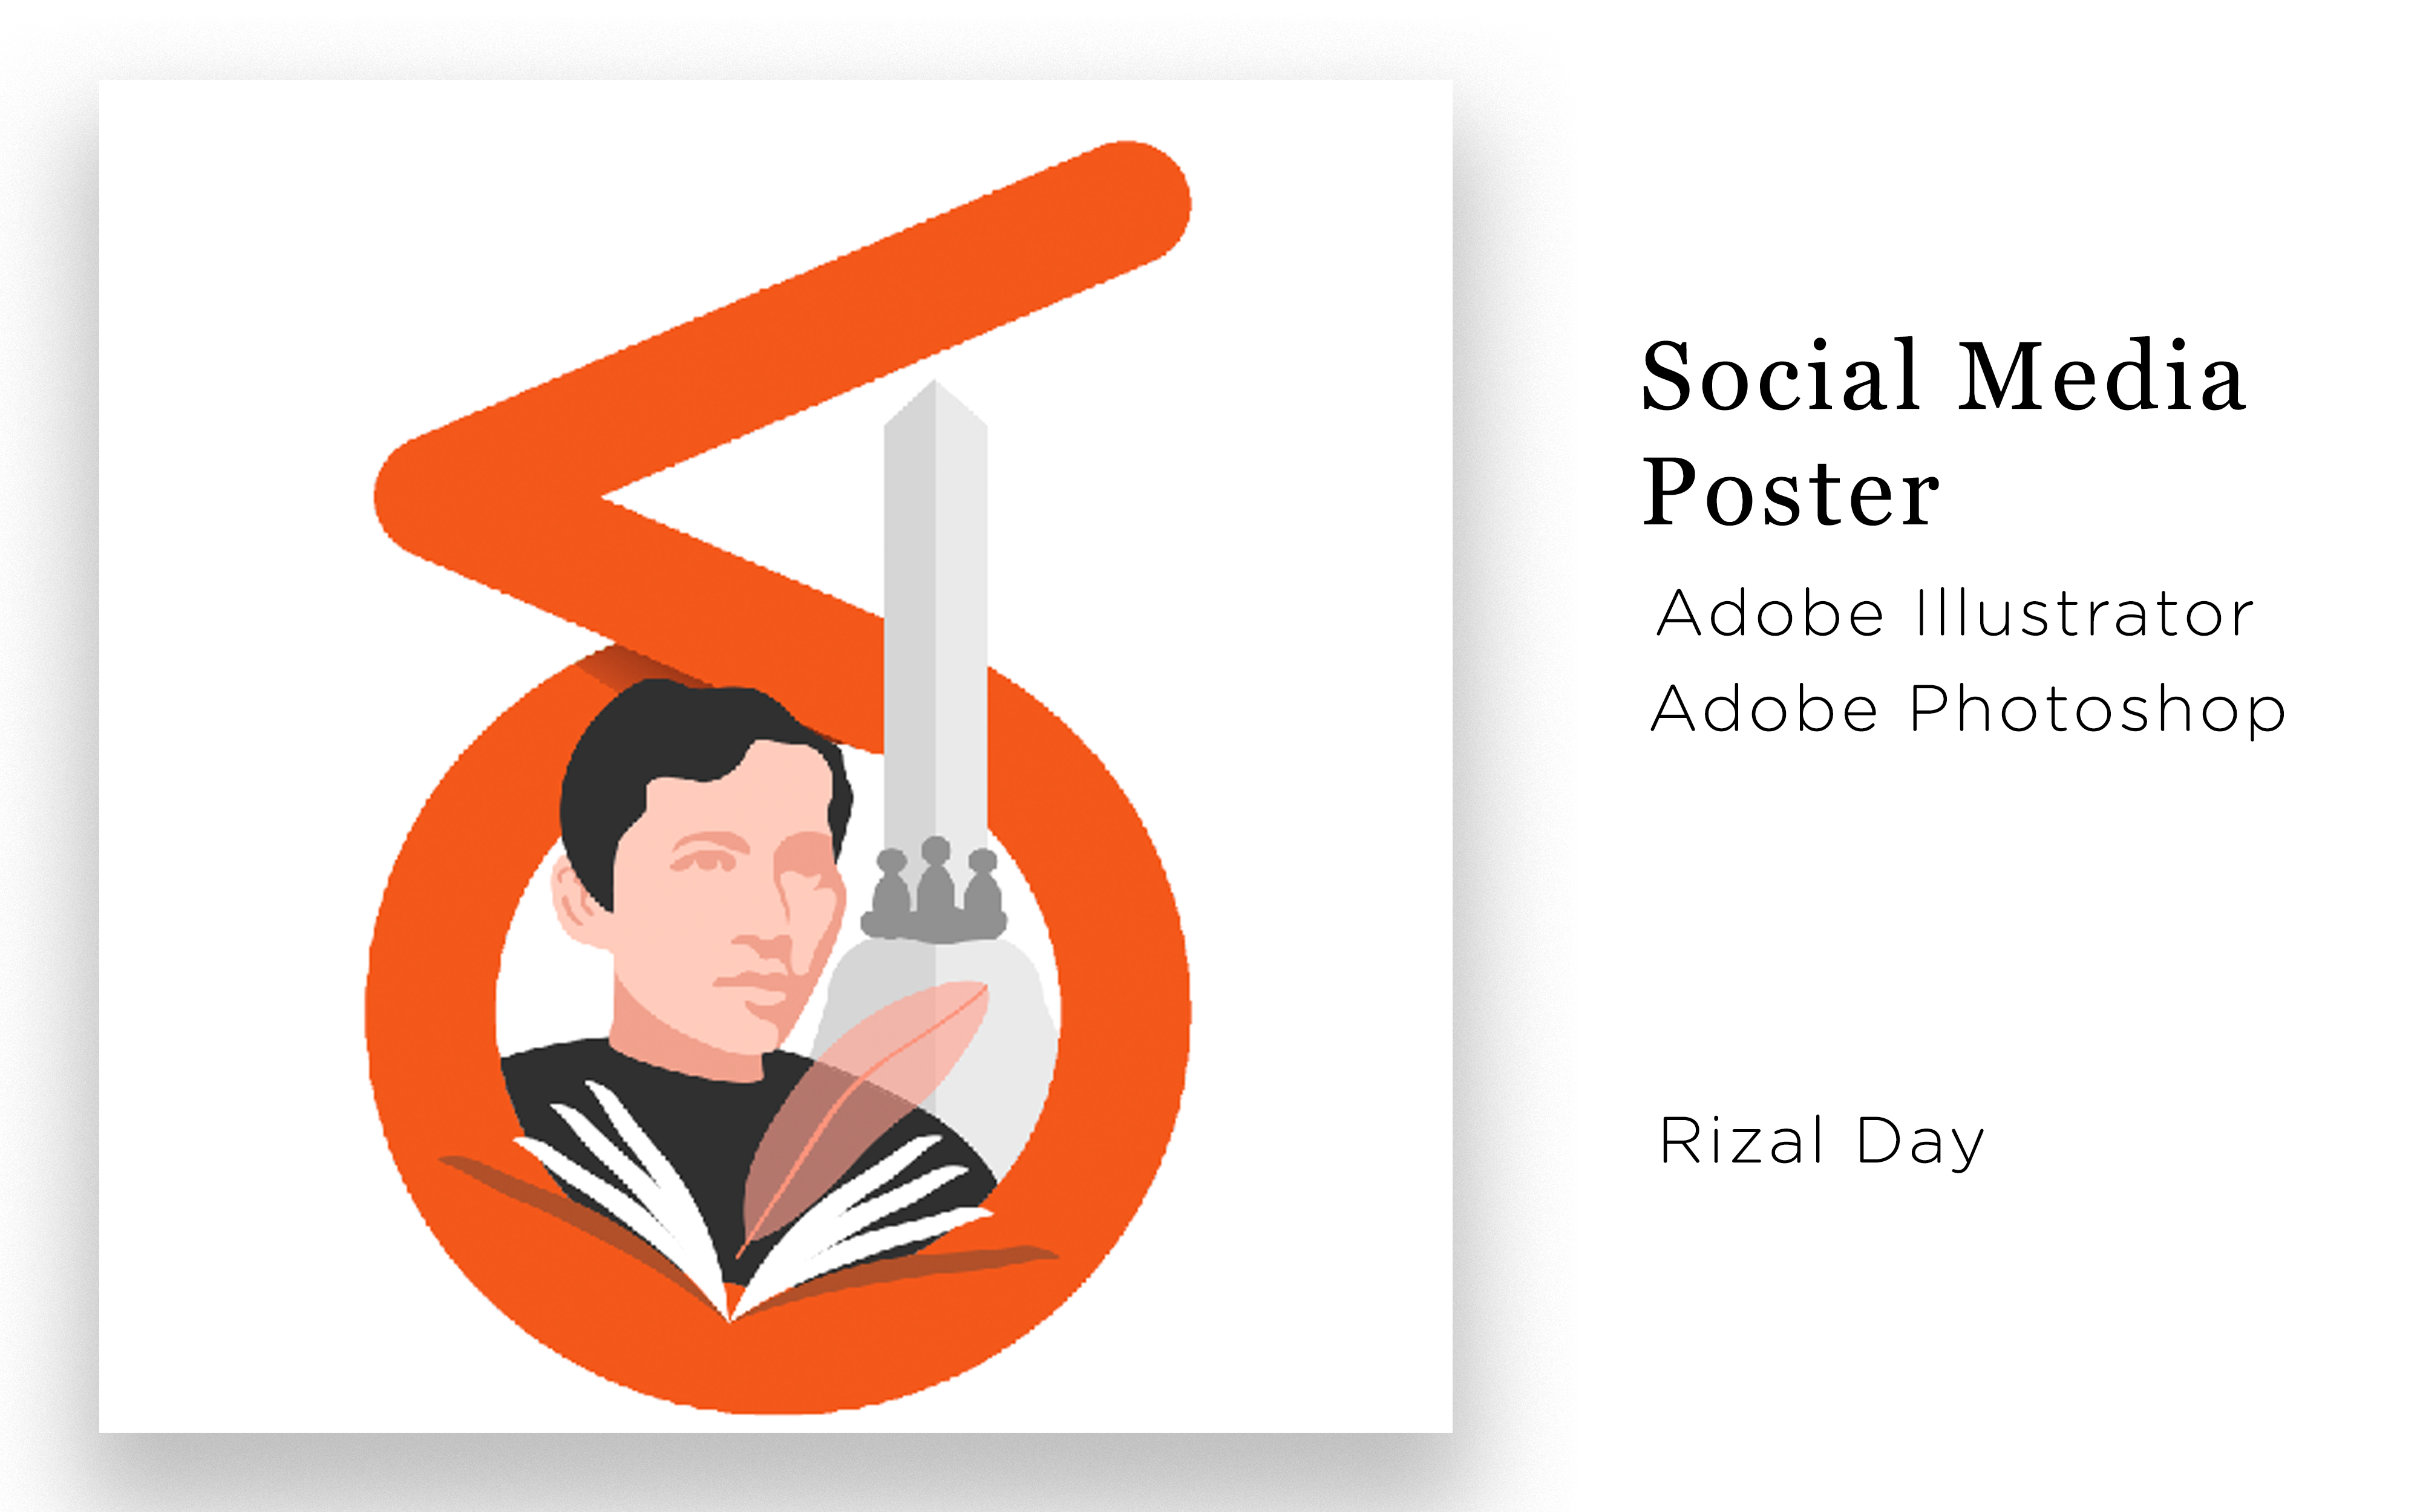 Social Media
Poster
Adobe Illustrator
Adobe Photoshop
Rizal Day